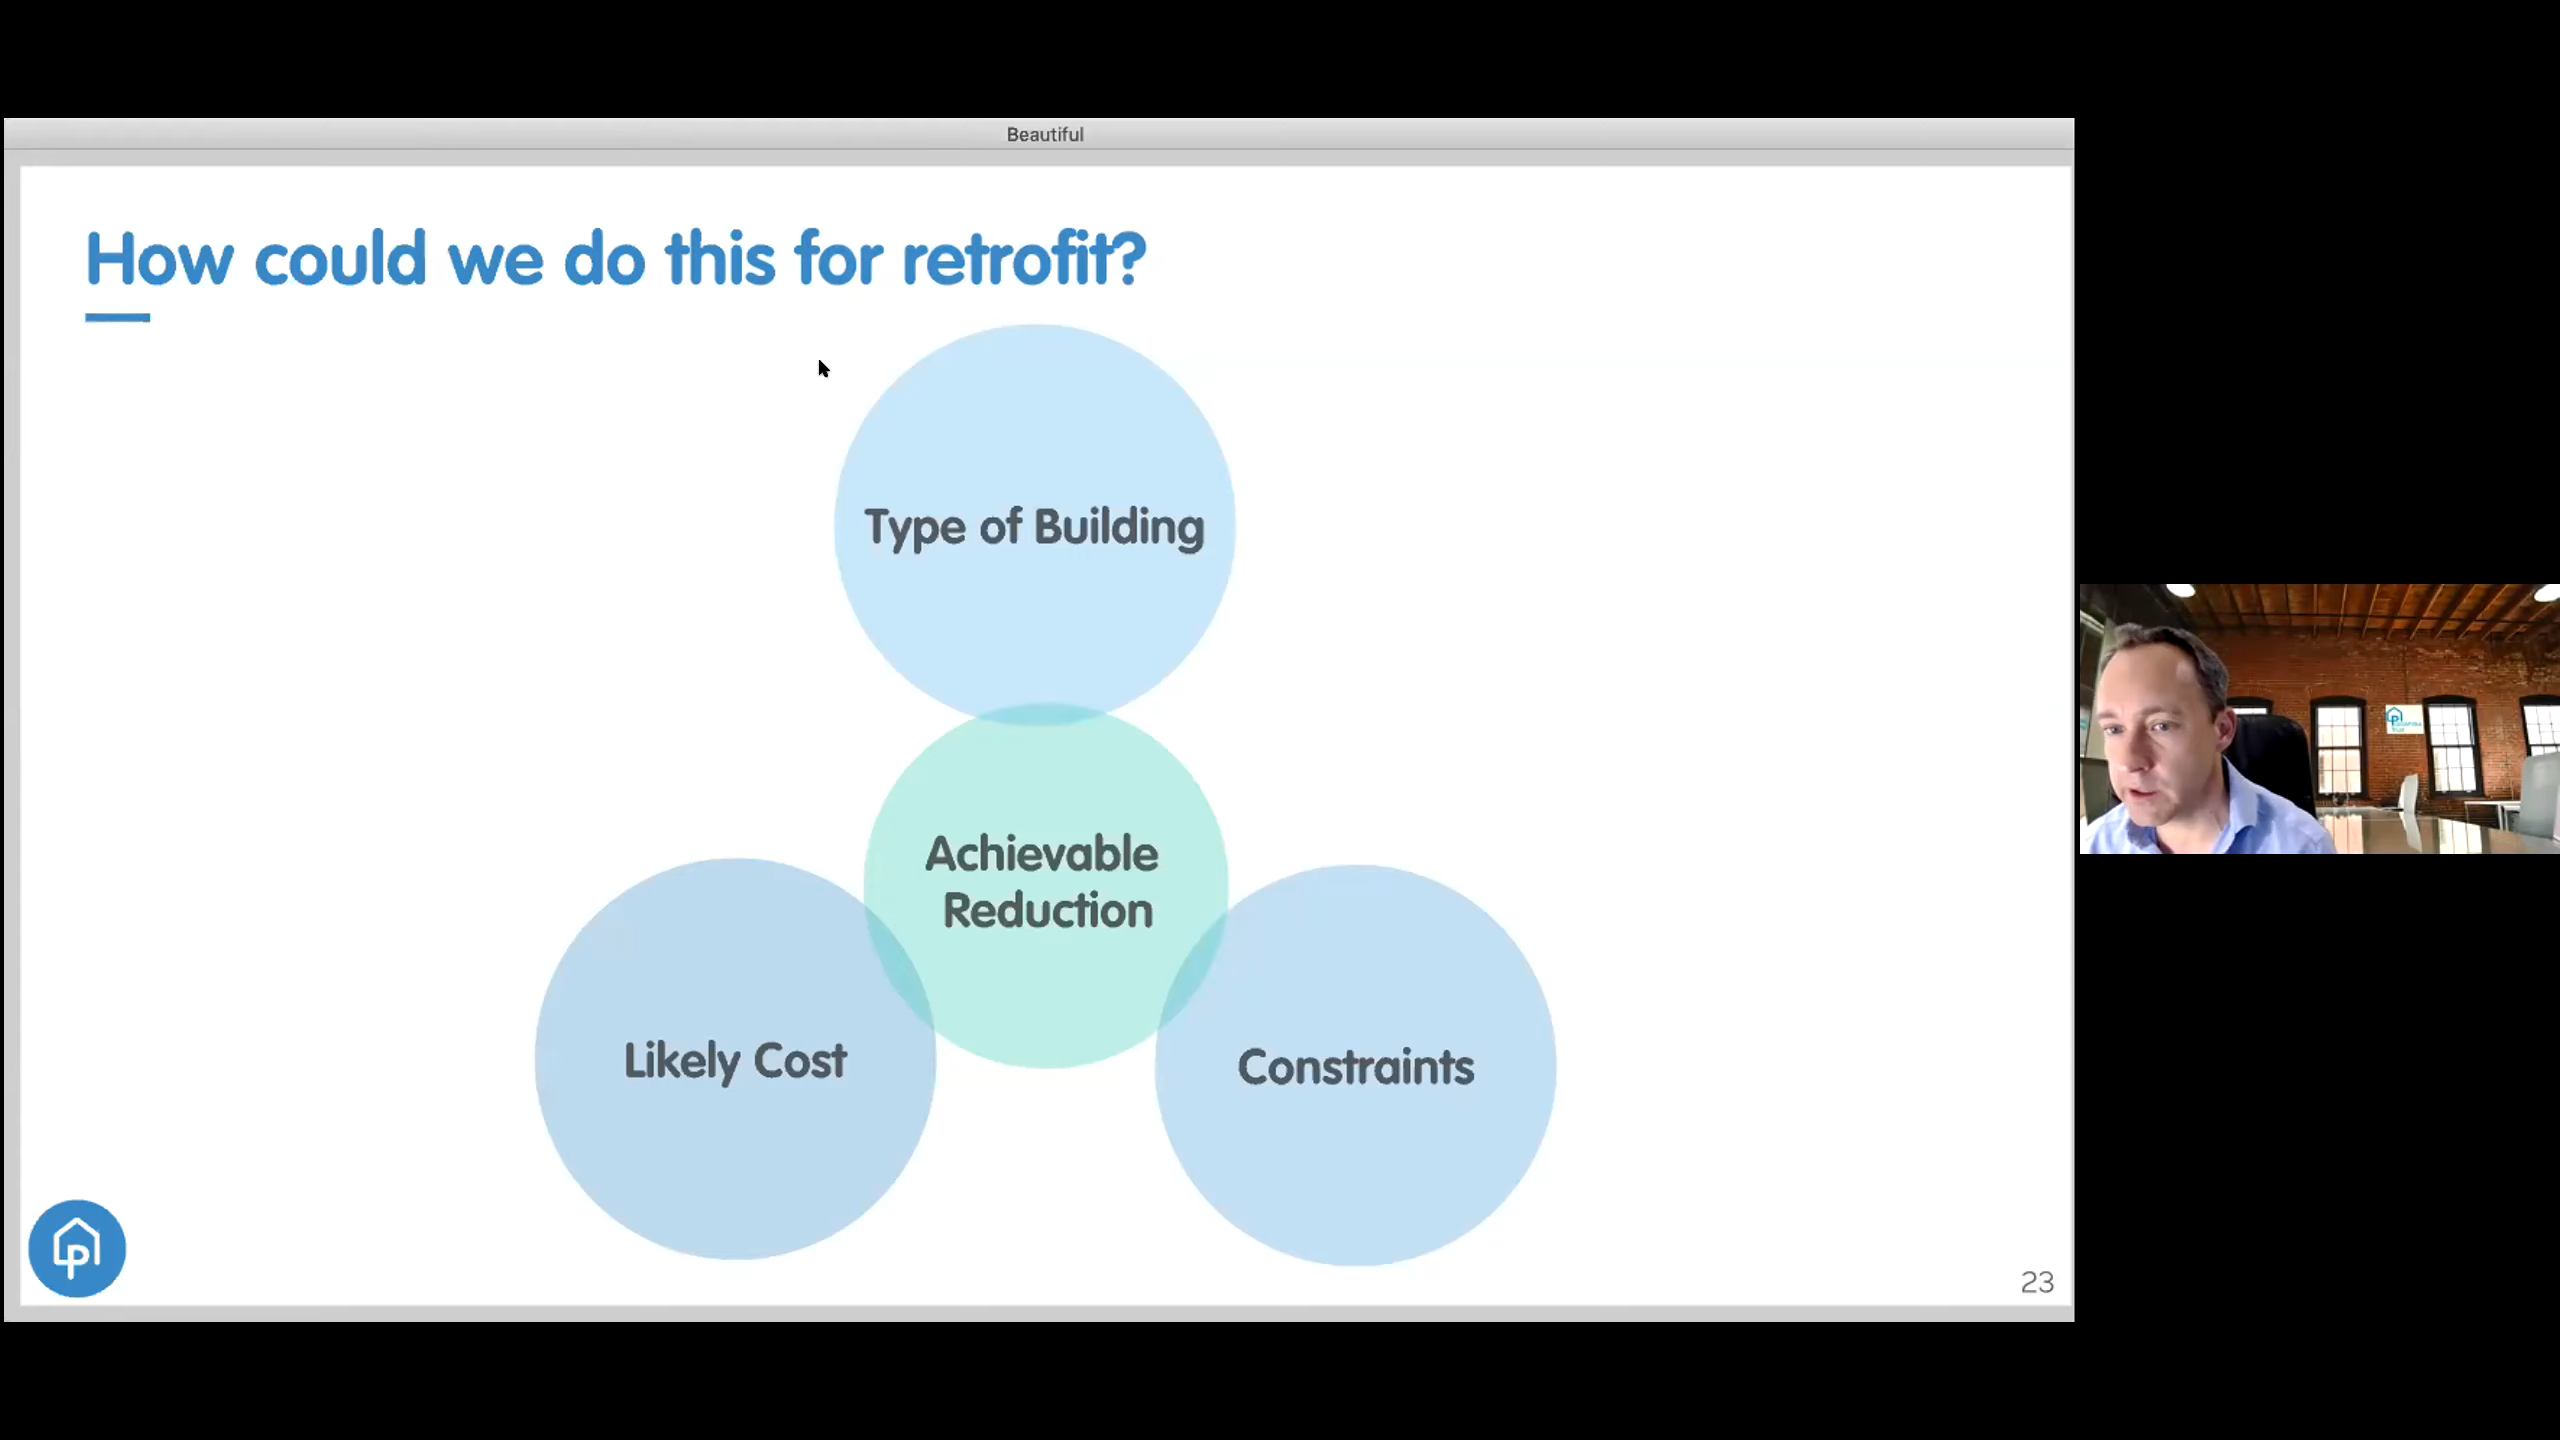 Beautiful
How could we do this for retrofit?
Type of Building
Achievable
Reduction
Likely Cost
Constraints
23